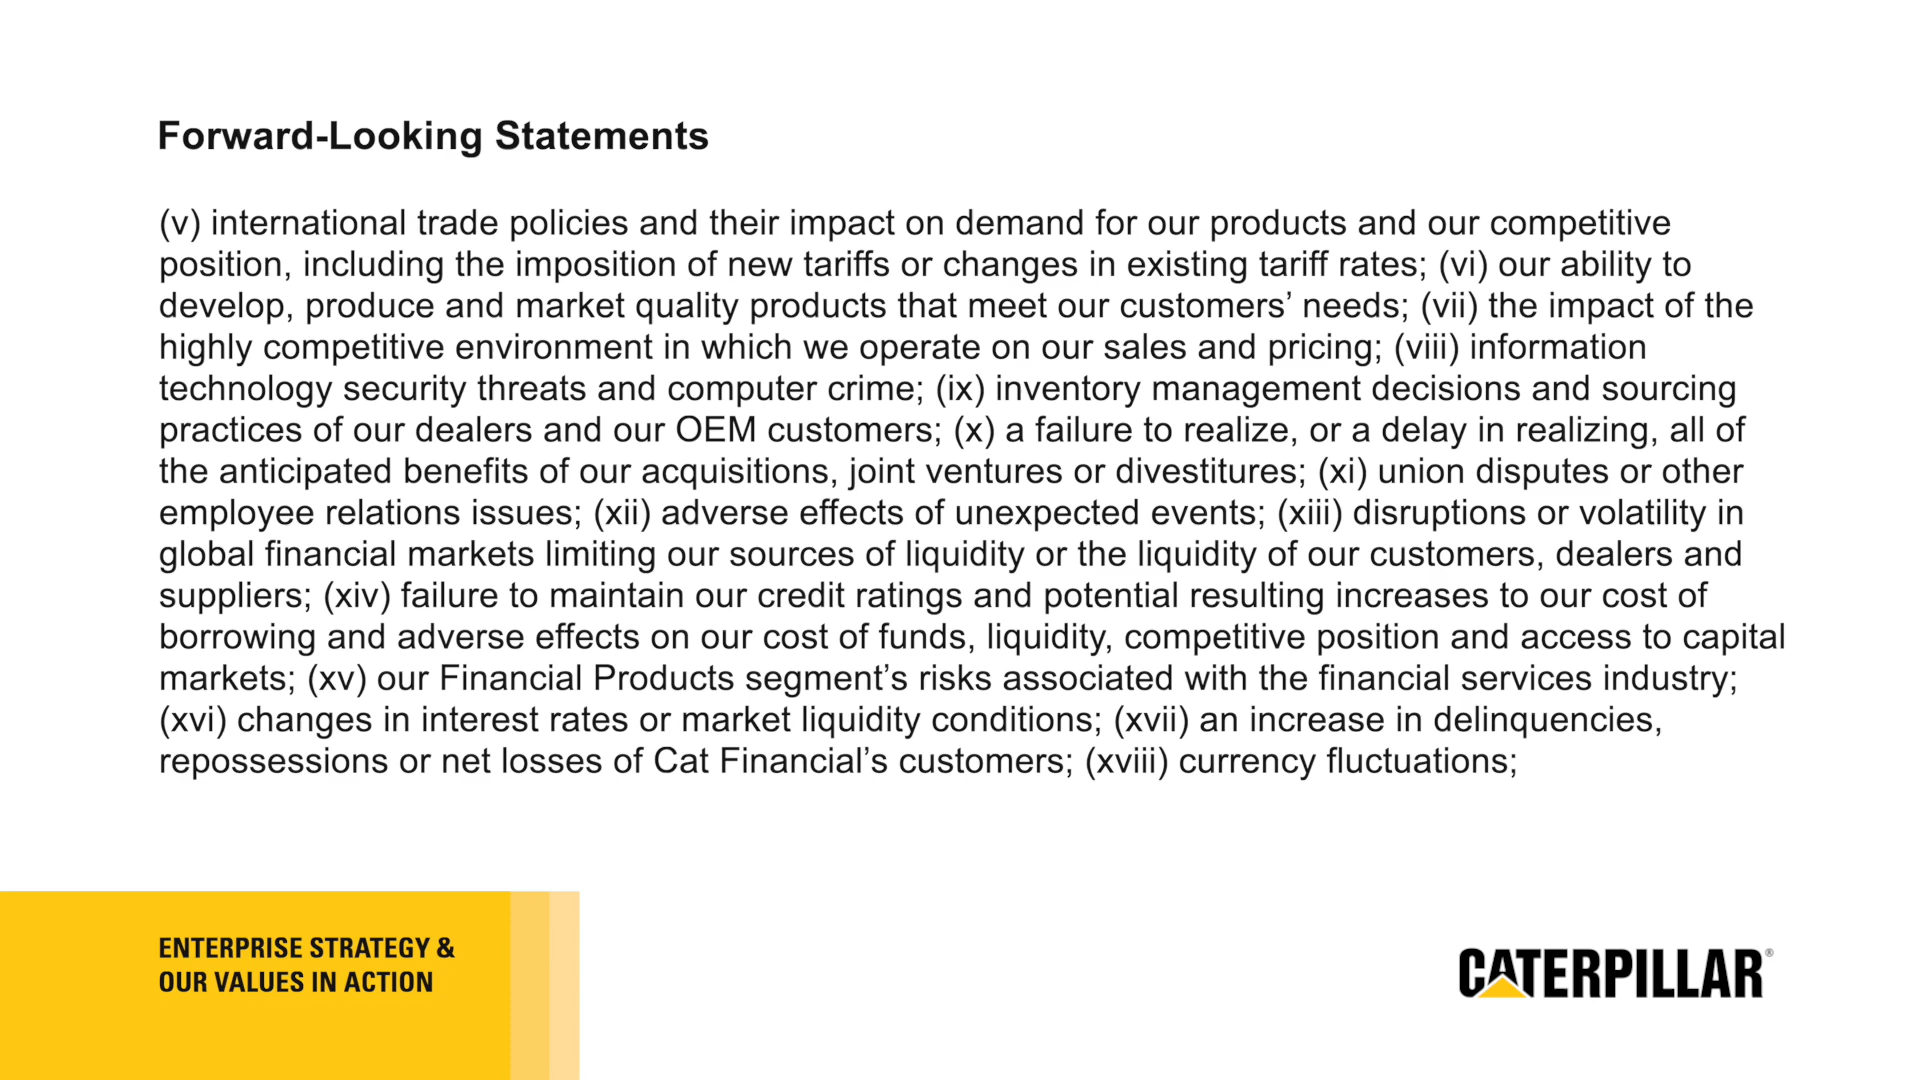 Forward-Looking Statements
(v) international trade policies and their impact on demand for our products and our competitive
position, including the imposition of new tariffs or changes in existing tariff rates; (vi) our ability to
develop, produce and market quality products that meet our customers’ needs; (vii) the impact of the
highly competitive environment in which we operate on our sales and pricing; (viii) information
technology security threats and computer crime; (ix) inventory management decisions and sourcing
practices of our dealers and our OEM customers; (x) a failure to realize, or a delay in realizing, all of
the anticipated benefits of our acquisitions, joint ventures or divestitures; (xi) union disputes or other
employee relations issues; (xii) adverse effects of unexpected events; (xiii) disruptions or volatility in
global financial markets limiting our sources of liquidity or the liquidity of our customers, dealers and
suppliers; (xiv) failure to maintain our credit ratings and potential resulting increases to our cost of
borrowing and adverse effects on our cost of funds, liquidity, competitive position and access to capital
markets; (xv) our Financial Products segment’s risks associated with the financial services industry;
(xvi) changes in interest rates or market liquidity conditions; (xvii) an increase in delinquencies,
repossessions or net losses of Cat Financial’s customers; (xviii) currency fluctuations;
ENTERPRISE STRATEGY &
OUR VALUES IN ACTION
CATERPILLAR®